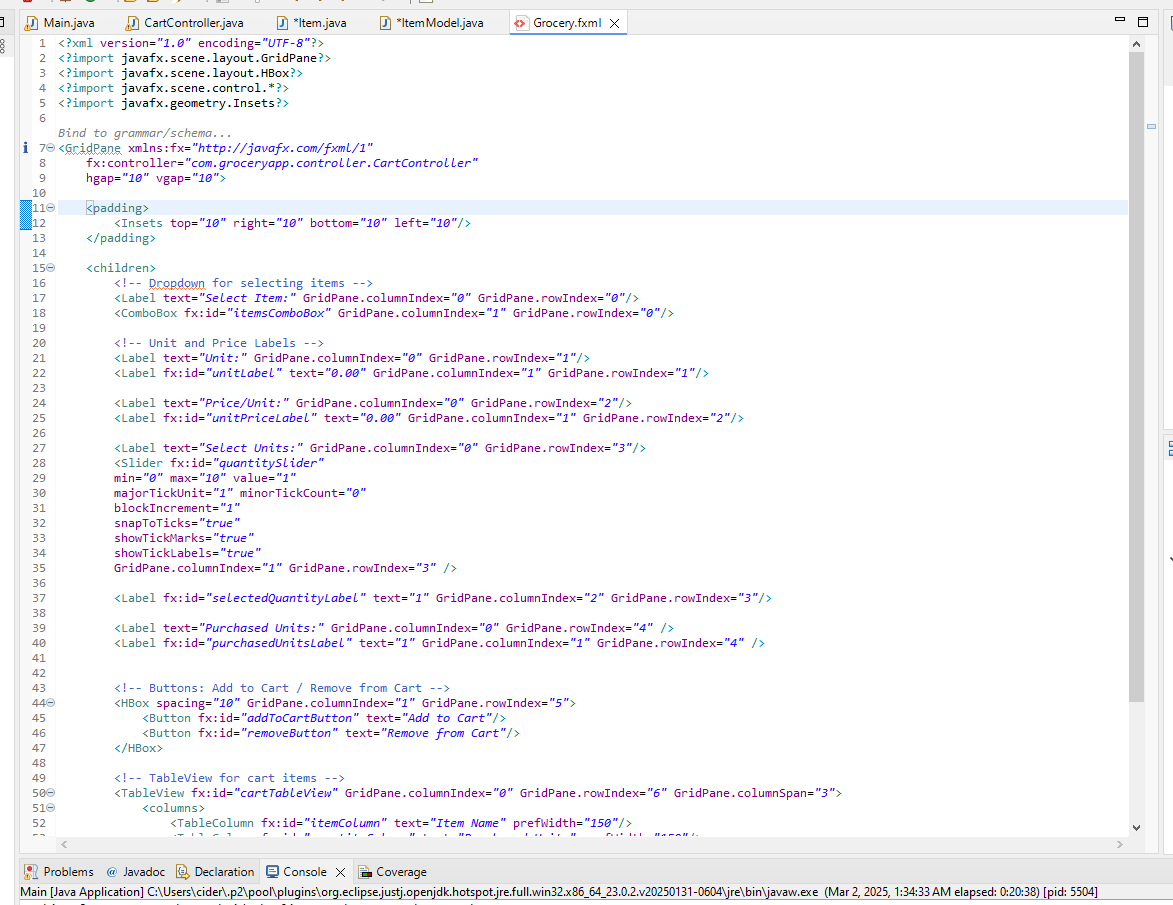 Main.java CartController.java *Item.java *ItemModel.java Grocery.fxml
1 <?xml version="1.0" encoding="UTF-8"?>
2 <?import javafx.scene.layout.GridPane?>
3 <?import javafx.scene.layout.HBox?>
4 <?import javafx.scene.control.*?>
5 <?import javafx.geometry.Insets?>
6
Bind to grammar/schema...
7 <GridPane xmlns:fx="http://javafx.com/fxml/1"
8 fx:controller="com.groceryapp.controller.CartController"
9 hgap="10" vgap="10">
10
11 <padding>
12 <Insets top="10" right="10" bottom="10" left="10"/>
13 </padding>
14
15 <children>
16 <!-- Dropdown for selecting items -->
17 <Label text="Select Item:" GridPane.columnIndex="0" GridPane.rowIndex="0"/>
18 <ComboBox fx:id="itemsComboBox" GridPane.columnIndex="1" GridPane.rowIndex="0"/>
19
20 <!-- Unit and Price Labels -->
21 <Label text="Unit:" GridPane.columnIndex="0" GridPane.rowIndex="1"/>
22 <Label fx:id="unitLabel" text="0.00" GridPane.columnIndex="1" GridPane.rowIndex="1"/>
23
24 <Label text="Price/Unit:" GridPane.columnIndex="0" GridPane.rowIndex="2"/>
25 <Label fx:id="unitPriceLabel" text="0.00" GridPane.columnIndex="1" GridPane.rowIndex="2"/>
26
27 <Label text="Select Units:" GridPane.columnIndex="0" GridPane.rowIndex="3"/>
28 <Slider fx:id="quantitySlider"
29 min="0" max="10" value="1"
30 majorTickUnit="1" minorTickCount="0"
31 blockIncrement="1"
32 snapToTicks="true"
33 showTickMarks="true"
34 showTickLabels="true"
35 GridPane.columnIndex="1" GridPane.rowIndex="3" />
36
37 <Label fx:id="selectedQuantityLabel" text="1" GridPane.columnIndex="2" GridPane.rowIndex="3"/>
38
39 <Label text="Purchased Units:" GridPane.columnIndex="0" GridPane.rowIndex="4" />
40 <Label fx:id="purchasedUnitsLabel" text="1" GridPane.columnIndex="1" GridPane.rowIndex="4" />
41
42
43 <!-- Buttons: Add to Cart / Remove from Cart -->
44 <HBox spacing="10" GridPane.columnIndex="1" GridPane.rowIndex="5">
45 <Button fx:id="addToCartButton" text="Add to Cart"/>
46 <Button fx:id="removeButton" text="Remove from Cart"/>
47 </HBox>
48
49 <!-- TableView for cart items -->
50 <TableView fx:id="cartTableView" GridPane.columnIndex="0" GridPane.rowIndex="6" GridPane.columnSpan="3">
51 <columns>
52 <TableColumn fx:id="itemColumn" text="Item Name" prefWidth="150"/>
Problems Javadoc Declaration Console Coverage
Main [Java Application] C:\Users\cider\.p2\pool\plugins\org.eclipse.justj.openjdk.hotspot.jre.full.win32.x86_64_23.0.2.v20250131-0604\jre\bin\javaw.exe (Mar 2, 2025, 1:34:33 AM elapsed: 0:20:38) [pid: 5504]